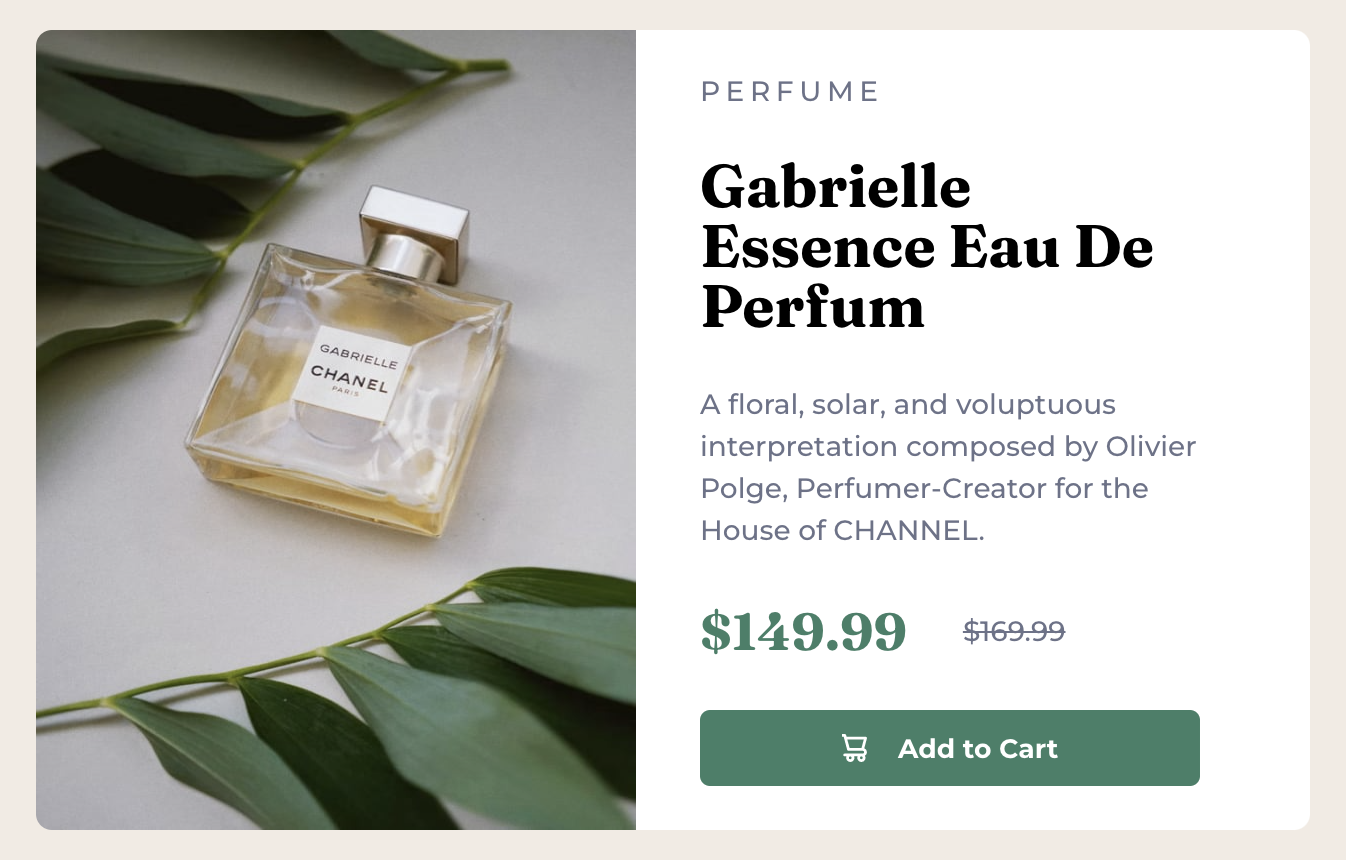 GABRIELLE
CHANEL
PARIS
PERFUME
Gabrielle
Essence Eau De
Perfum
A floral, solar, and voluptuous
interpretation composed by Olivier
Polge, Perfumer-Creator for the
House of CHANNEL.
$149.99 $169.99
Add to Cart